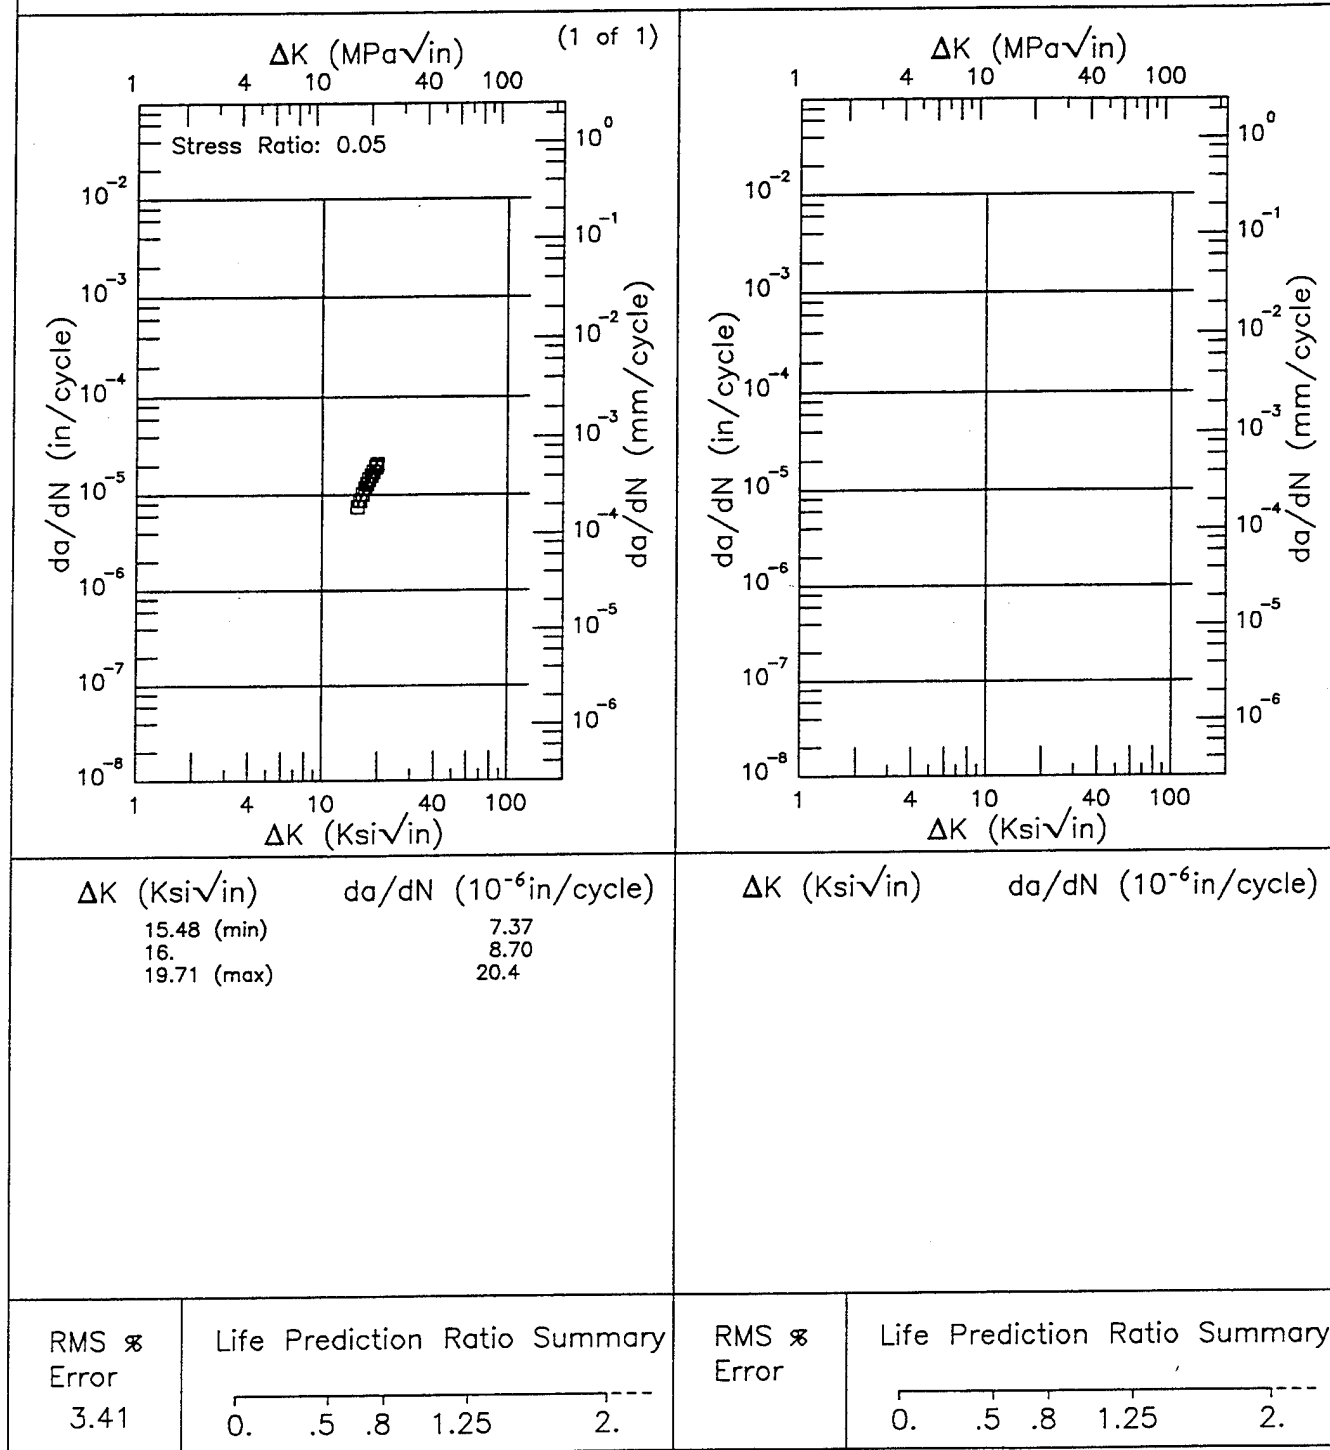 (1 of 1)
ΔK (MPa√in)
1 4 10 40 100
Stress Ratio: 0.05
da/dN (in/cycle)
10⁻²
10⁻³
10⁻⁴
10⁻⁵
10⁻⁶
10⁻⁷
10⁻⁸
da/dN (mm/cycle)
10⁰
10⁻¹
10⁻²
10⁻³
10⁻⁴
10⁻⁵
10⁻⁶
1 4 10 40 100
ΔK (Ksi√in)
ΔK (MPa√in)
1 4 10 40 100
da/dN (in/cycle)
10⁻²
10⁻³
10⁻⁴
10⁻⁵
10⁻⁶
10⁻⁷
10⁻⁸
da/dN (mm/cycle)
10⁰
10⁻¹
10⁻²
10⁻³
10⁻⁴
10⁻⁵
10⁻⁶
1 4 10 40 100
ΔK (Ksi√in)
ΔK (Ksi√in) da/dN (10⁻⁶in/cycle)
15.48 (min) 7.37
16. 8.70
19.71 (max) 20.4
ΔK (Ksi√in) da/dN (10⁻⁶in/cycle)
RMS %
Error
3.41
Life Prediction Ratio Summary
0. .5 .8 1.25 2.
RMS %
Error
Life Prediction Ratio Summary
0. .5 .8 1.25 2.